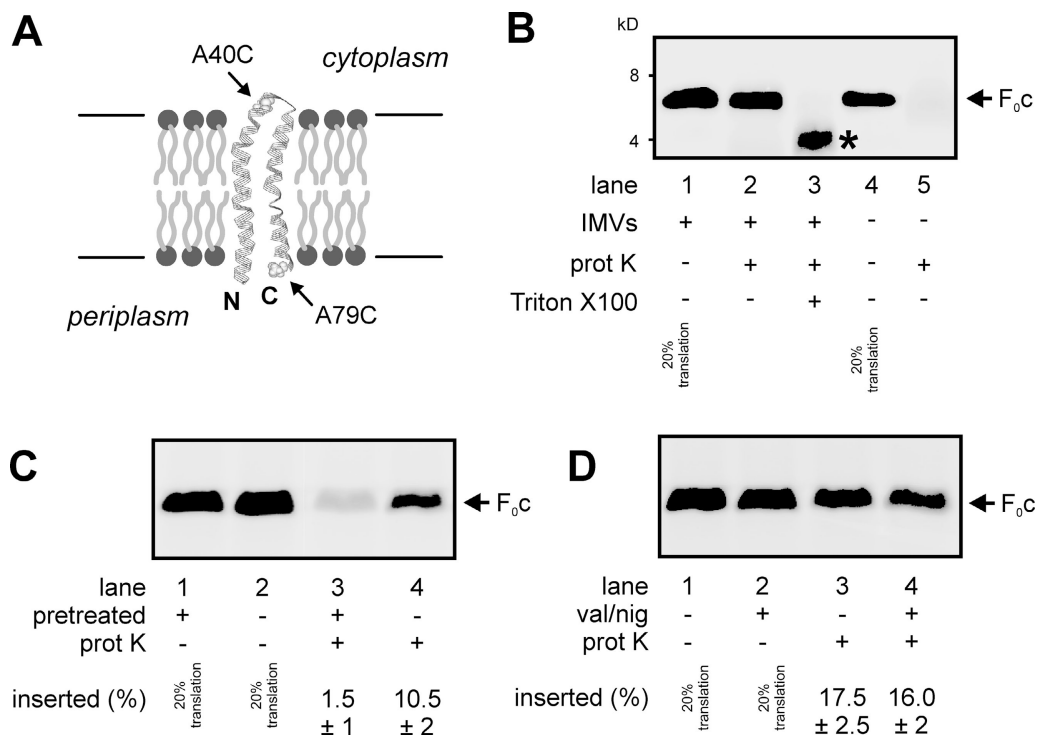 A
A40C
cytoplasm
periplasm
N
C
A79C
B
kD
8
4
*
F₀c
lane 1 2 3 4 5
IMVs + + + - -
prot K - + + - +
Triton X100 - - + - -
20%
translation
20%
translation
C
F₀c
lane 1 2 3 4
pretreated + - + -
prot K - - + +
20%
translation
20%
translation
inserted (%) 1.5 10.5
± 1 ± 2
D
F₀c
lane 1 2 3 4
val/nig - + - +
prot K - - + +
20%
translation
20%
translation
inserted (%) 17.5 16.0
± 2.5 ± 2